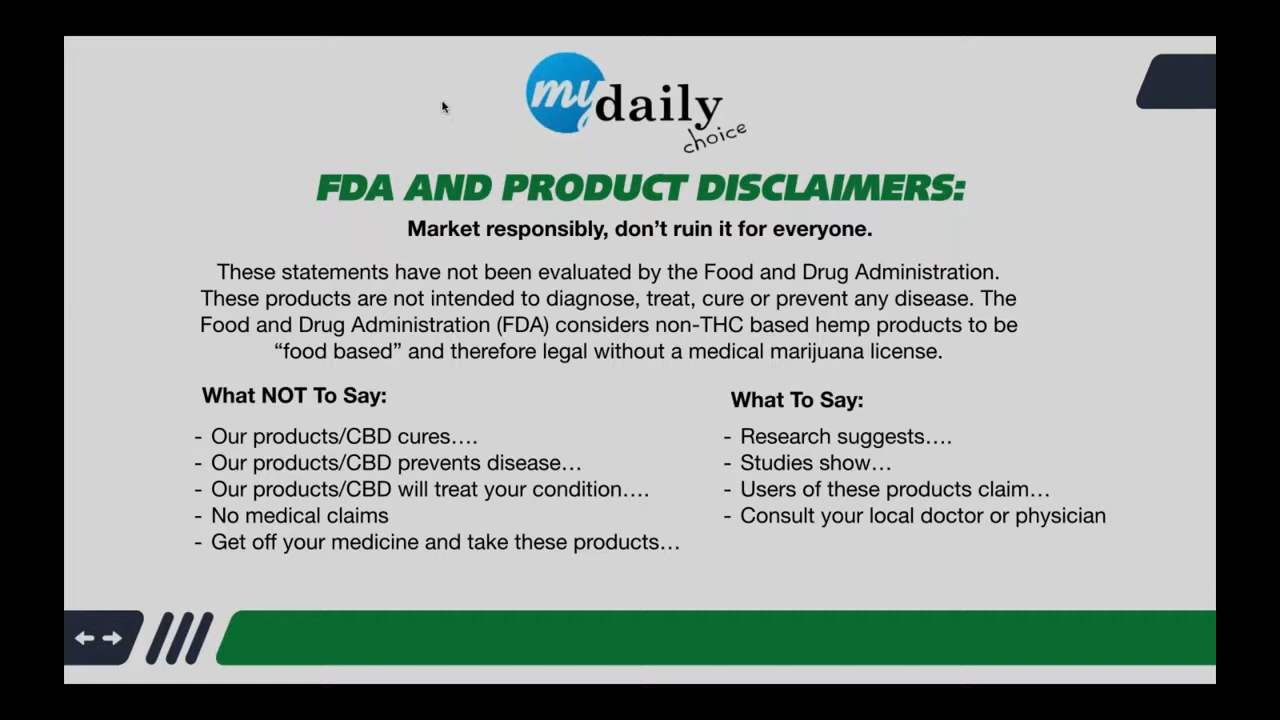 my daily
choice
FDA AND PRODUCT DISCLAIMERS:
Market responsibly, don’t ruin it for everyone.
These statements have not been evaluated by the Food and Drug Administration.
These products are not intended to diagnose, treat, cure or prevent any disease. The
Food and Drug Administration (FDA) considers non-THC based hemp products to be
“food based” and therefore legal without a medical marijuana license.
What NOT To Say:
- Our products/CBD cures….
- Our products/CBD prevents disease…
- Our products/CBD will treat your condition….
- No medical claims
- Get off your medicine and take these products…
What To Say:
- Research suggests….
- Studies show…
- Users of these products claim…
- Consult your local doctor or physician